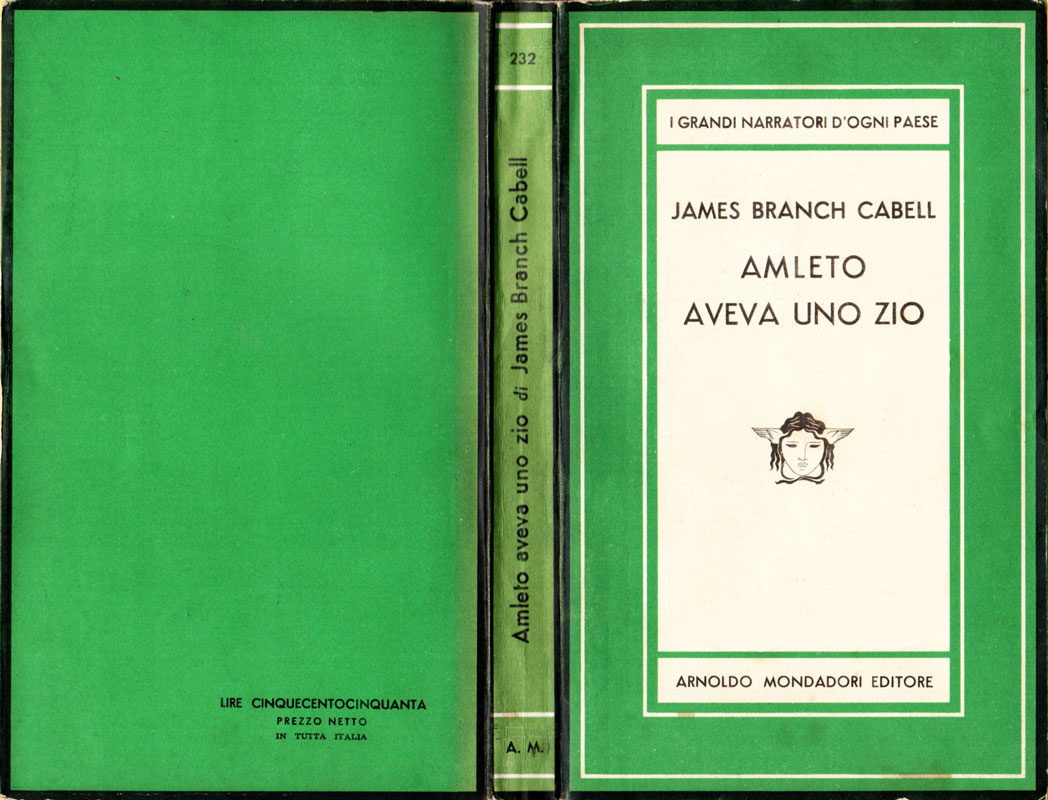 LIRE CINQUECENTOCINQUANTA
PREZZO NETTO
IN TUTTA ITALIA
232
Amleto aveva uno zio di James Branch Cabell
A. M.
I GRANDI NARRATORI D'OGNI PAESE
JAMES BRANCH CABELL
AMLETO
AVEVA UNO ZIO
ARNOLDO MONDADORI EDITORE